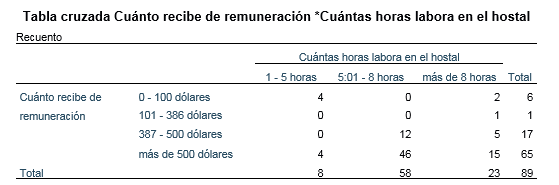 Tabla cruzada Cuánto recibe de remuneración *Cuántas horas labora en el hostal
Recuento
Cuántas horas labora en el hostal
1 - 5 horas 5:01 - 8 horas más de 8 horas Total
Cuánto recibe de remuneración 0 - 100 dólares 4 0 2 6
101 - 386 dólares 0 0 1 1
387 - 500 dólares 0 12 5 17
más de 500 dólares 4 46 15 65
Total 8 58 23 89